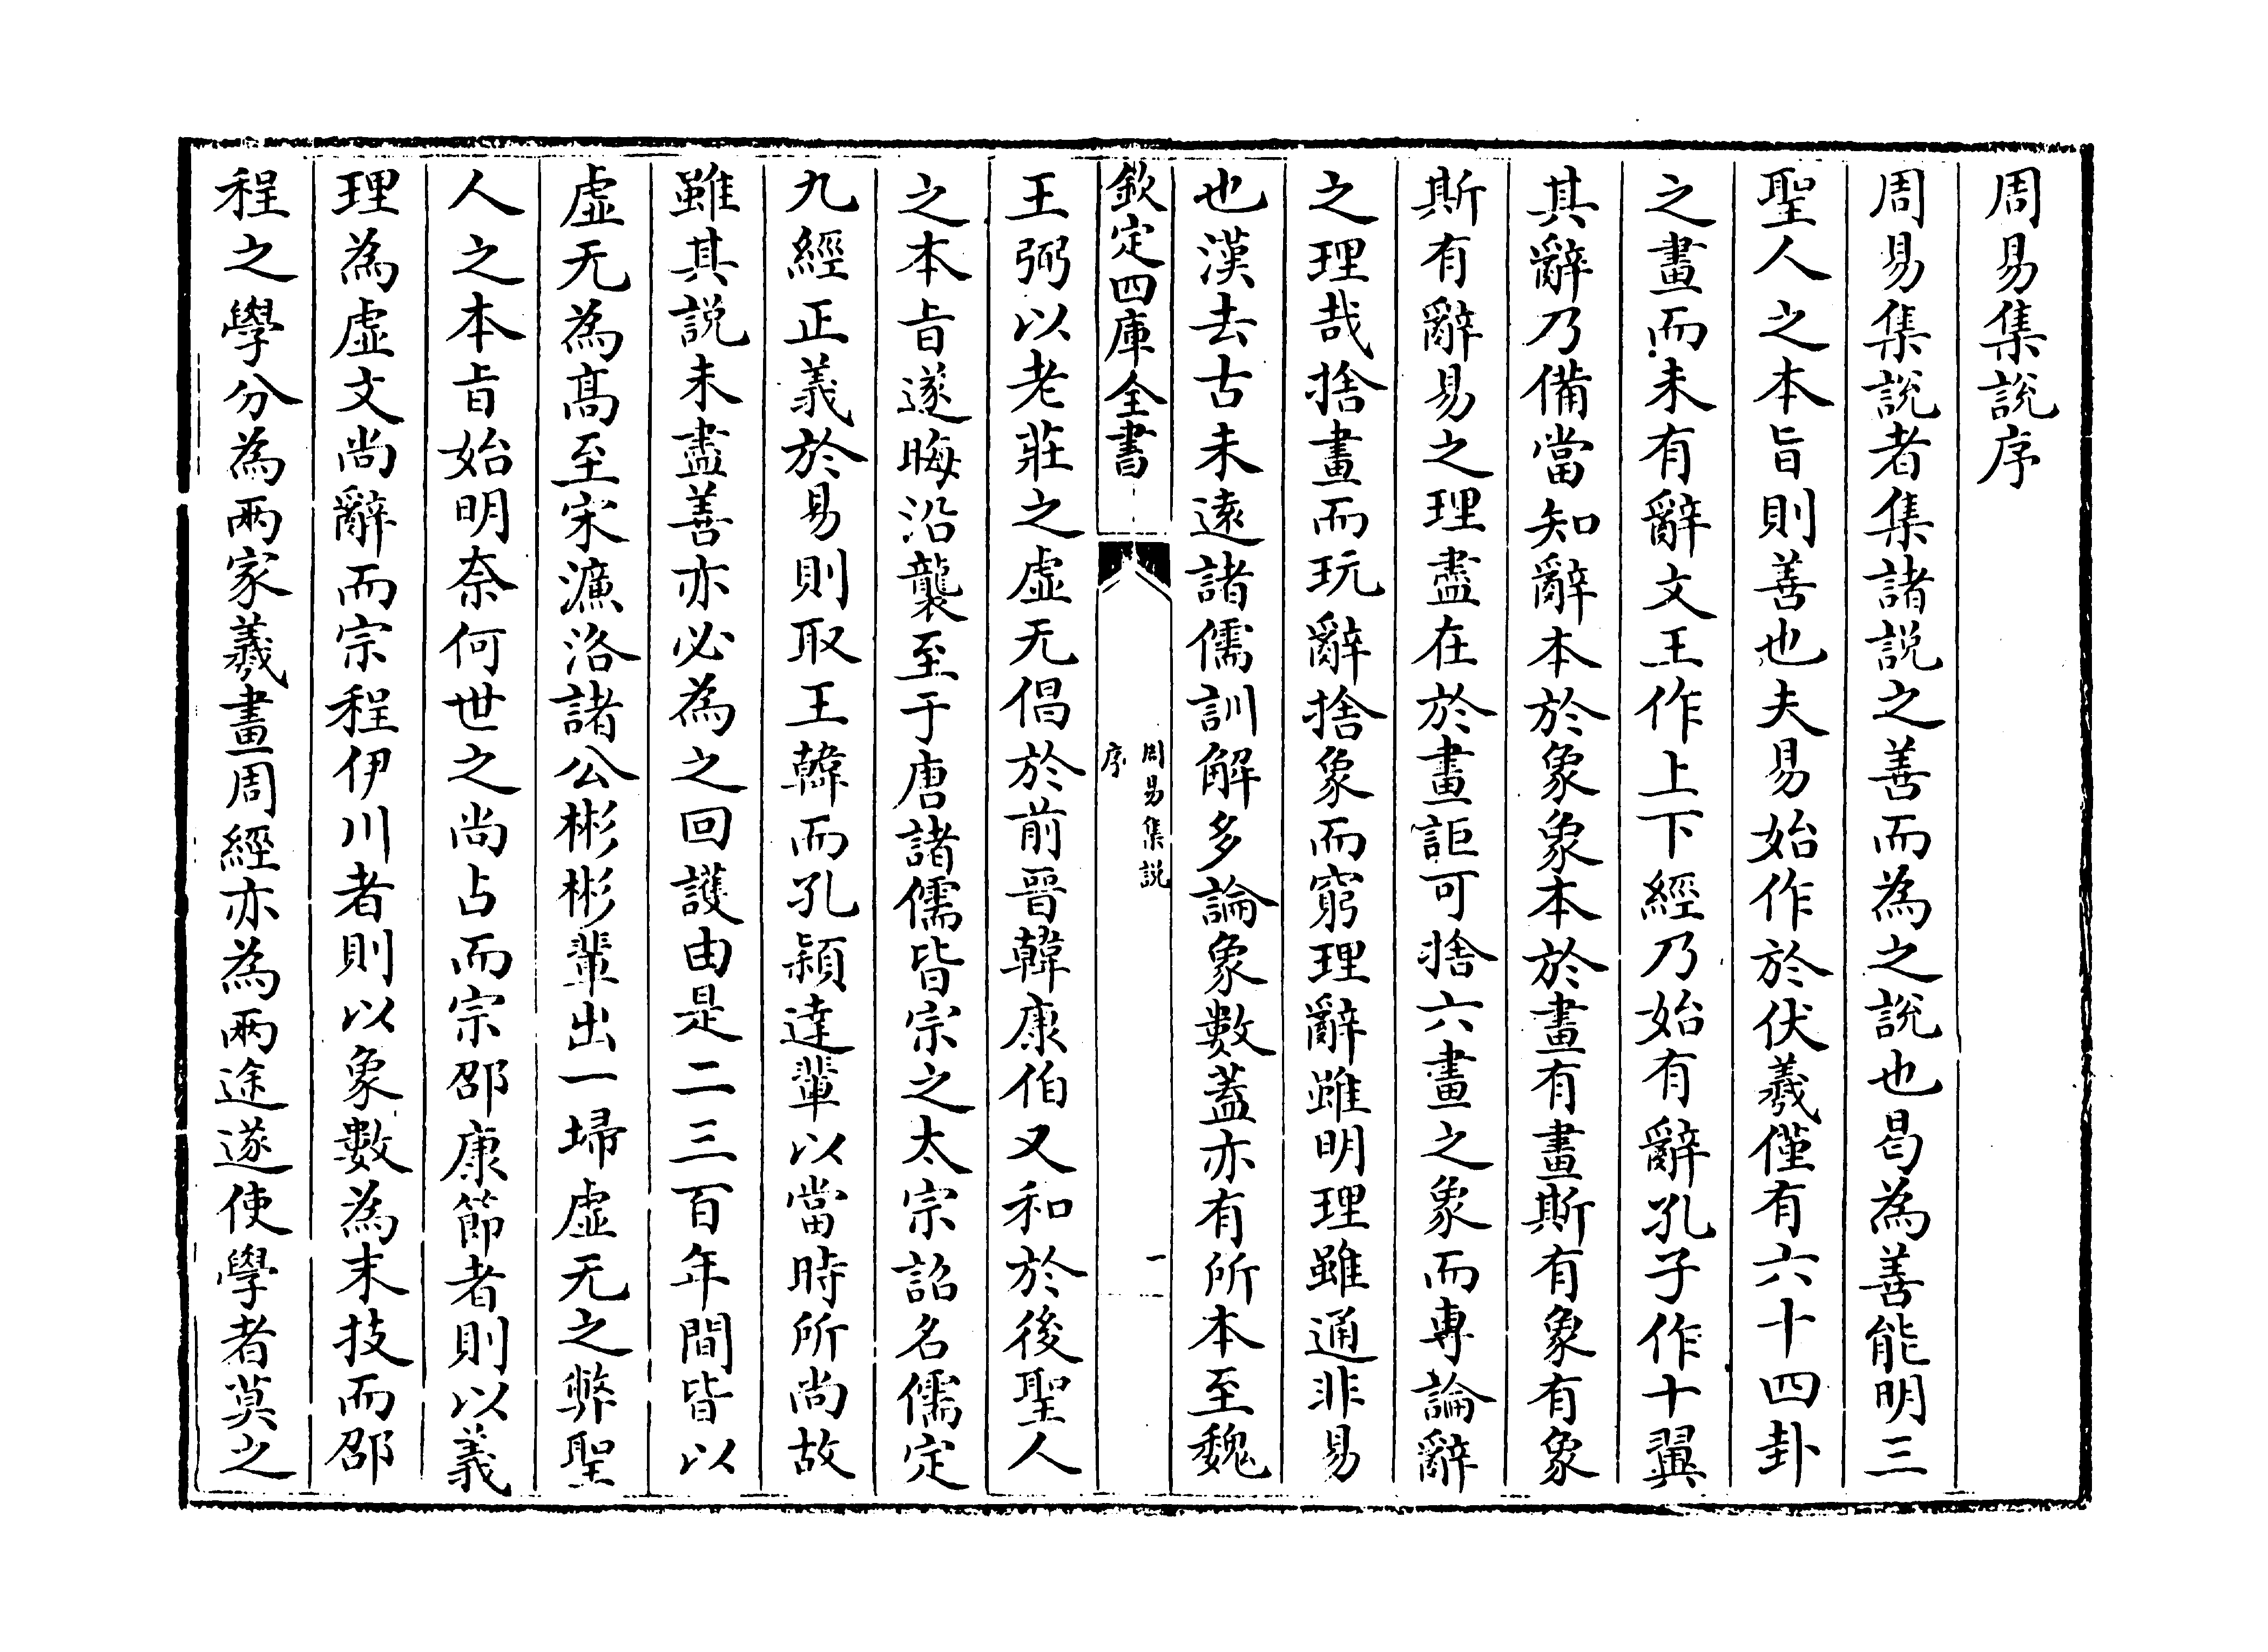 周易集説序
周易集説者集諸説之善而為之説也曷為善能明三
聖人之本旨則善也夫易始作於伏羲僅有六十四卦
之畫而未有辭文王作上下經乃始有辭孔子作十翼
其辭乃備當知辭本於象象本於畫有畫斯有象有象
斯有辭易之理盡在於畫詎可捨六畫之象而專論辭
之理哉捨畫而玩辭捨象而窮理辭雖明理雖通非易
也漢去古未遠諸儒訓解多論象數蓋亦有所本至魏
欽定四庫全書
周易集説
序
一
王弼以老莊之虛无倡於前晉韓康伯又和於後聖人
之本㫖遂晦沿襲至于唐諸儒皆宗之太宗詔名儒定
九經正義於易則取王韓而孔穎達輩以當時所尚故
雖其説未盡善亦必為之回護由是二三百年間皆以
虛无為髙至宋濂洛諸公彬彬輩出一埽虛无之弊聖
人之本㫖始明奈何世之尚占而宗邵康節者則以義
理為虛文尚辭而宗程伊川者則以象數為末技而邵
程之學分為兩家羲畫周經亦為兩途遂使學者莫之